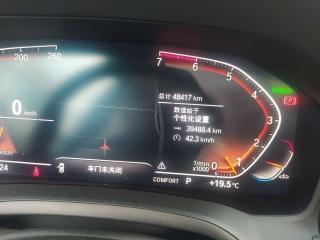 200
260
7
6
5
4
3
2
1
0
总计 48417 km
数值始于
个性化设置
39488.4 km
42.3 km/h
0
km/h
1/min
x1000
24
车门未关闭
COMFORT
P
+19.5°C